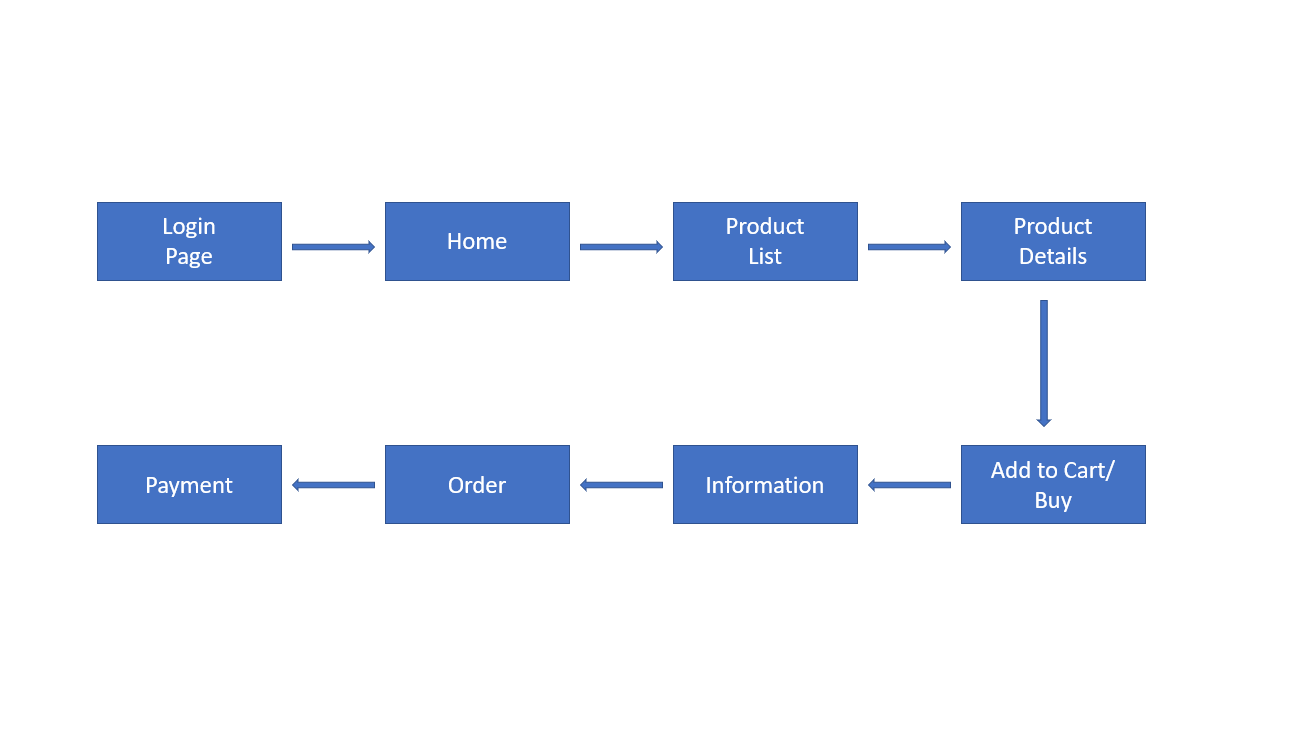 Login
Page
Home
Product
List
Product
Details
Add to Cart/
Buy
Information
Order
Payment